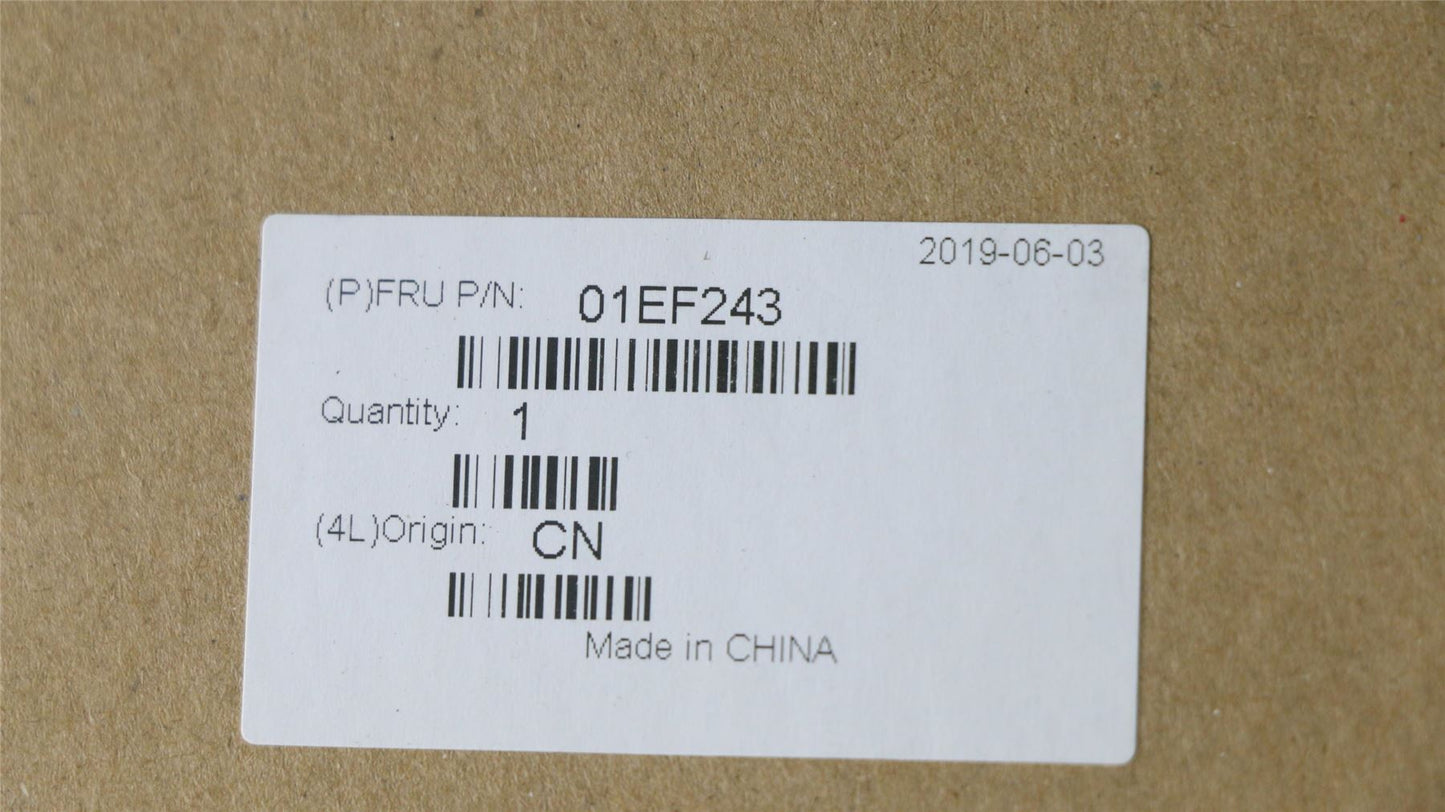 2019-06-03
(P)FRU P/N: 01EF243
Quantity: 1
(4L)Origin: CN
Made in CHINA